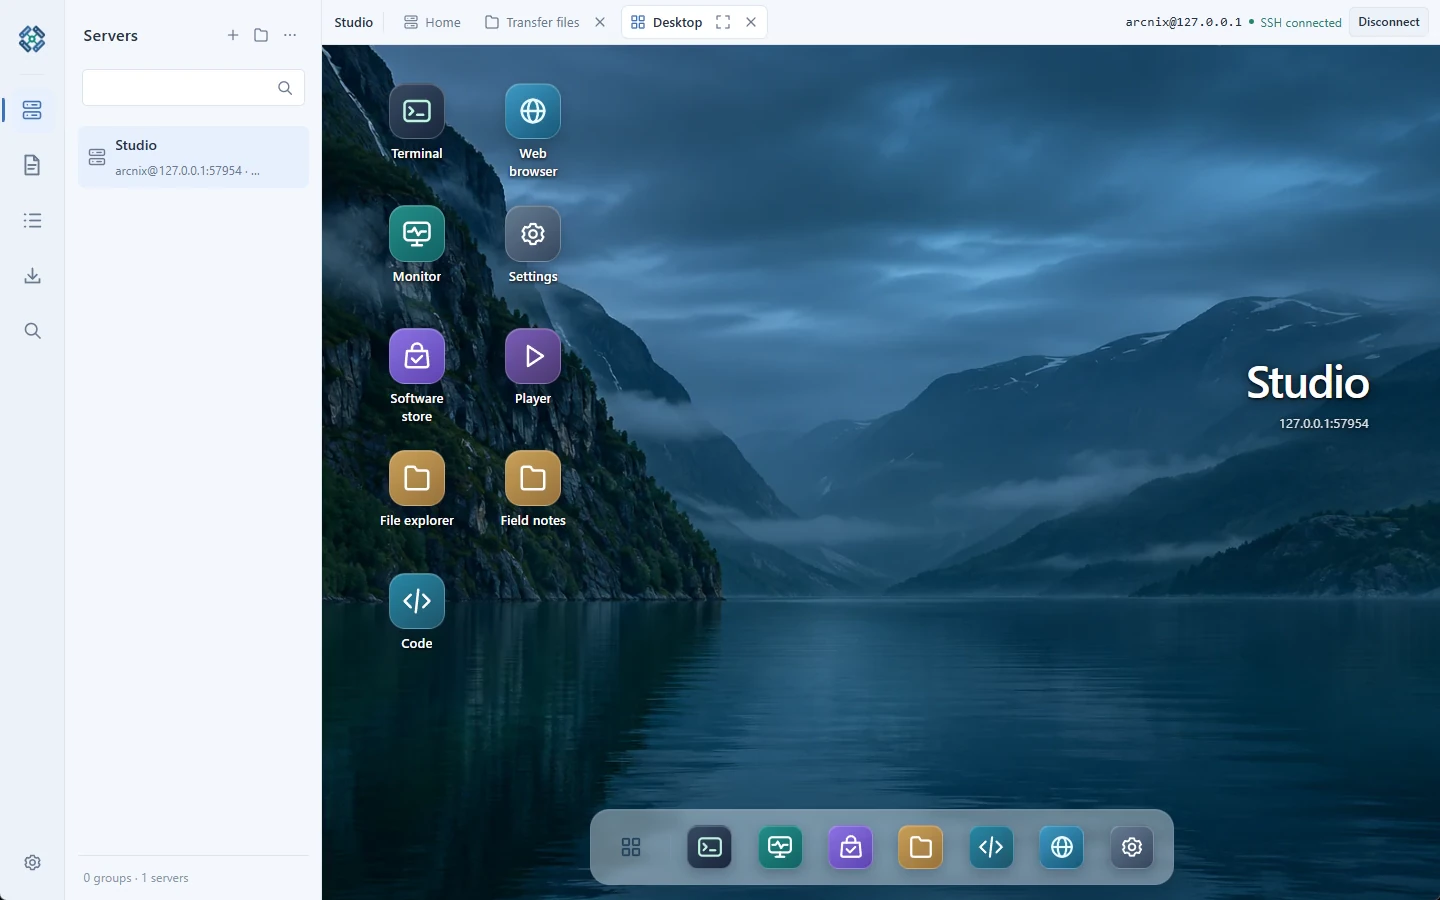 Servers
Studio
arcnix@127.0.0.1:57954 · ...
0 groups · 1 servers
Studio
Home
Transfer files
Desktop
arcnix@127.0.0.1
SSH connected
Disconnect
Terminal
Web
browser
Monitor
Settings
Software
store
Player
File explorer
Field notes
Code
Studio
127.0.0.1:57954